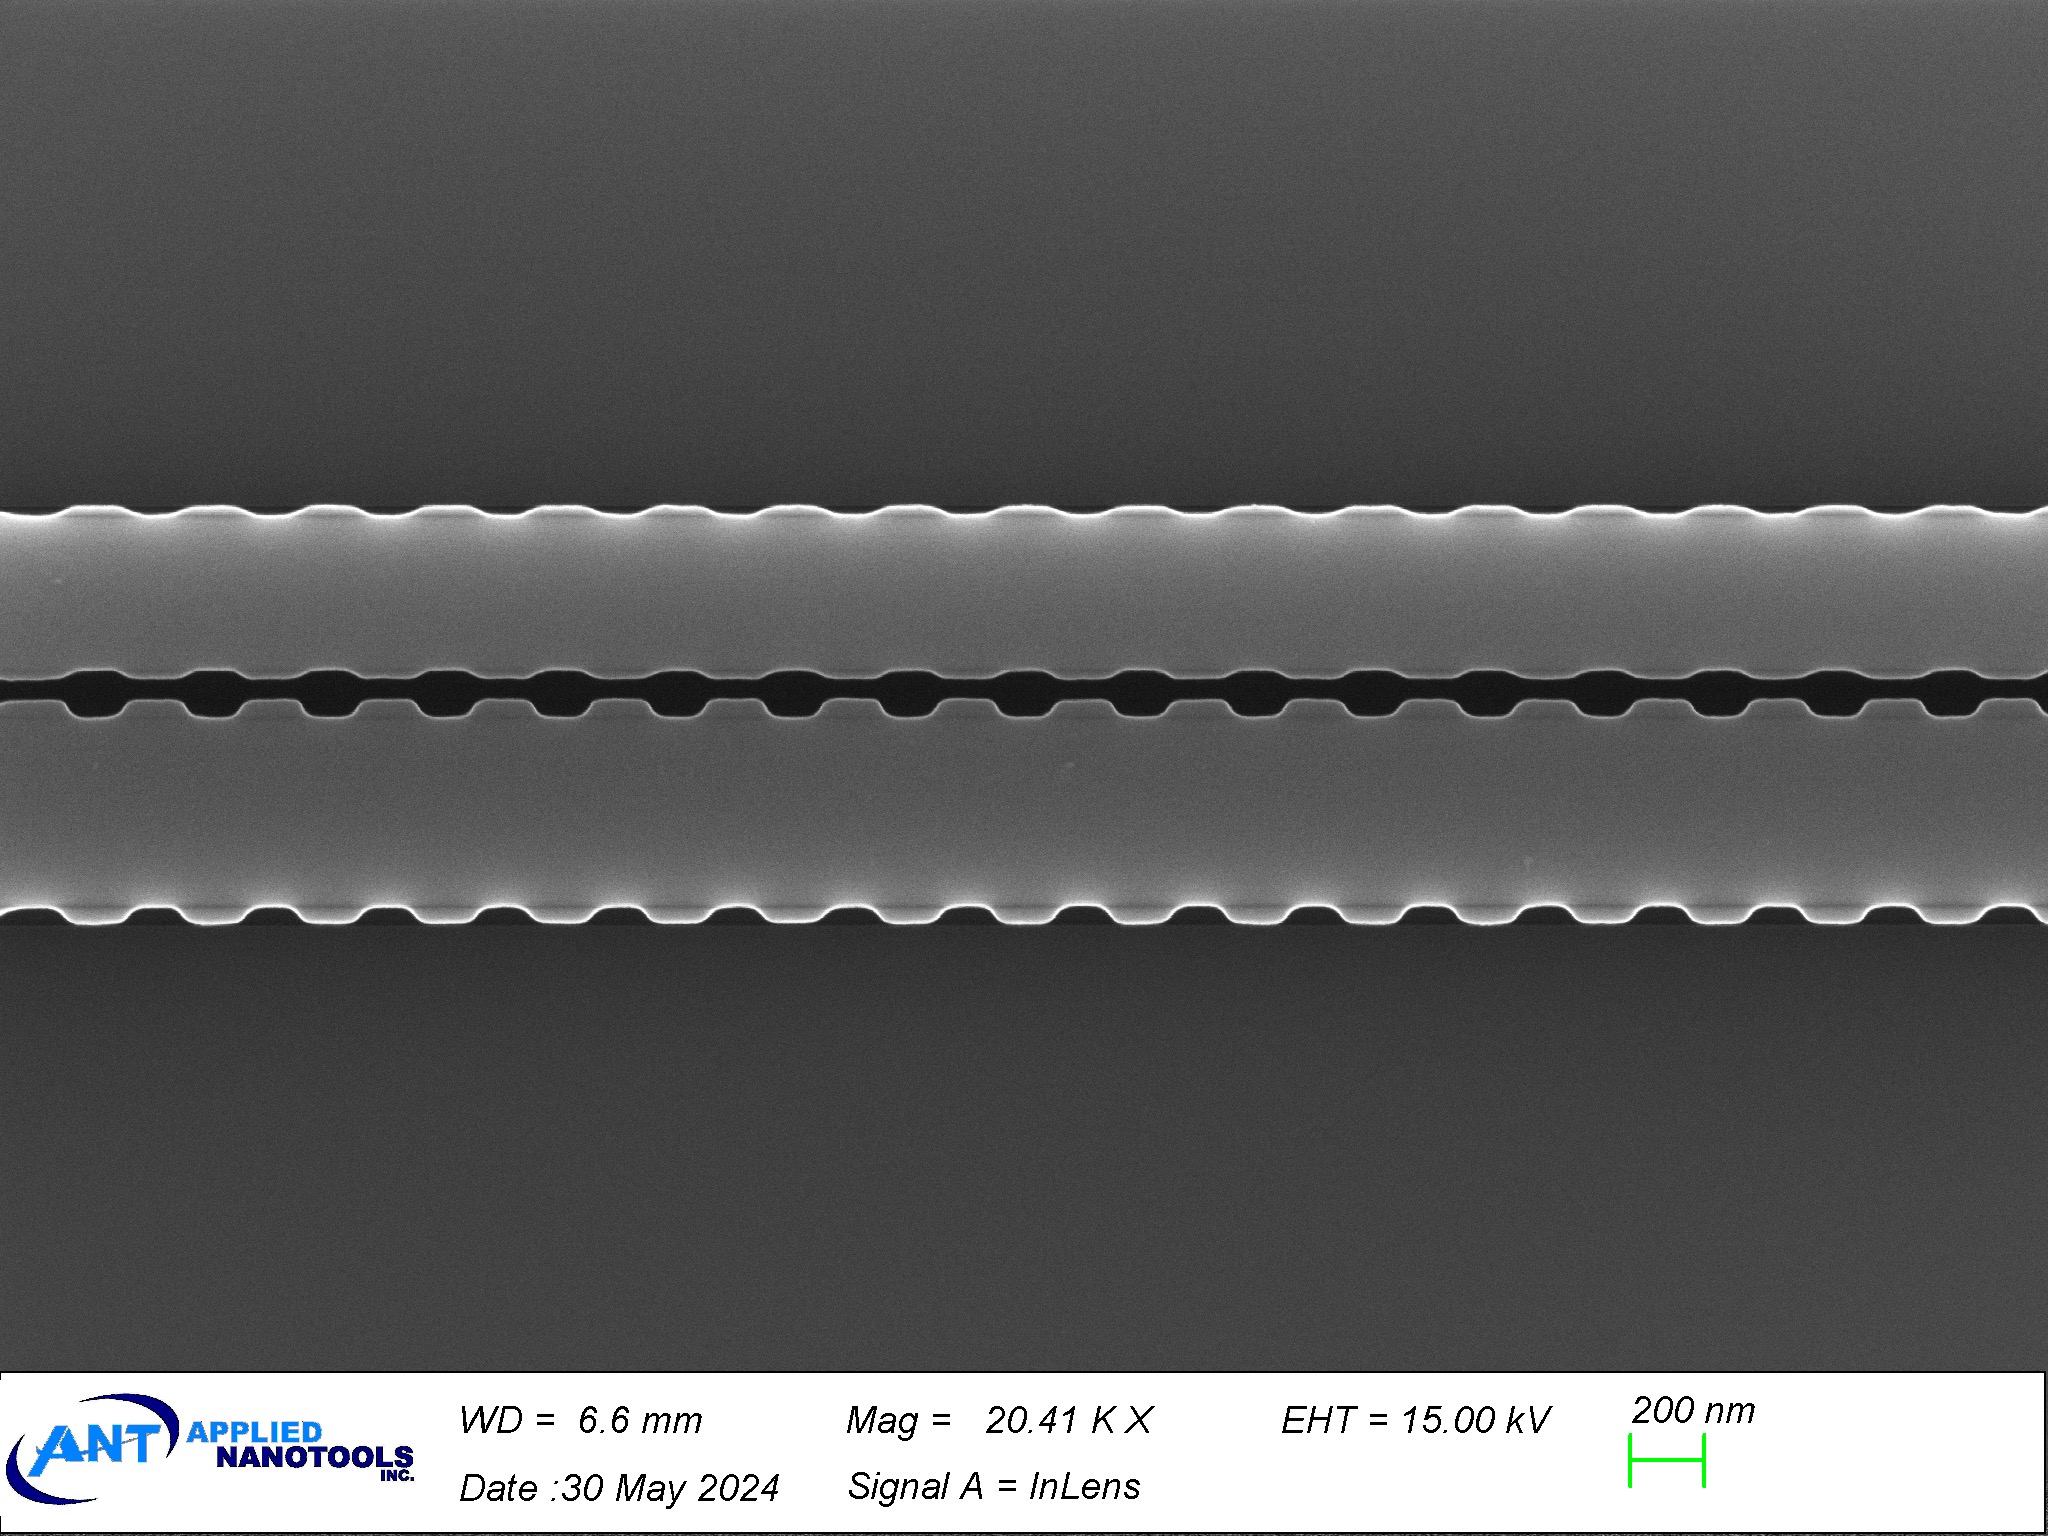 ANT APPLIED
NANOTOOLS
INC.
WD = 6.6 mm Mag = 20.41 K X EHT = 15.00 kV 200 nm
Date :30 May 2024 Signal A = InLens